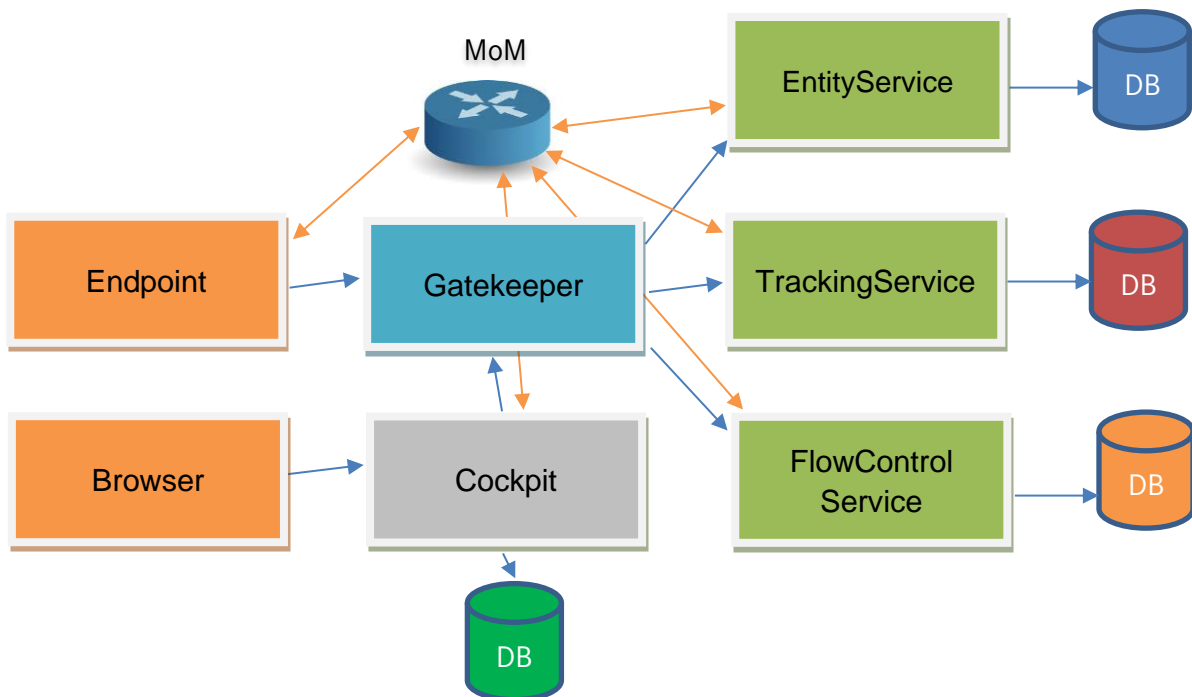 MoM
EntityService
DB
Endpoint
Gatekeeper
TrackingService
DB
Browser
Cockpit
FlowControl
Service
DB
DB